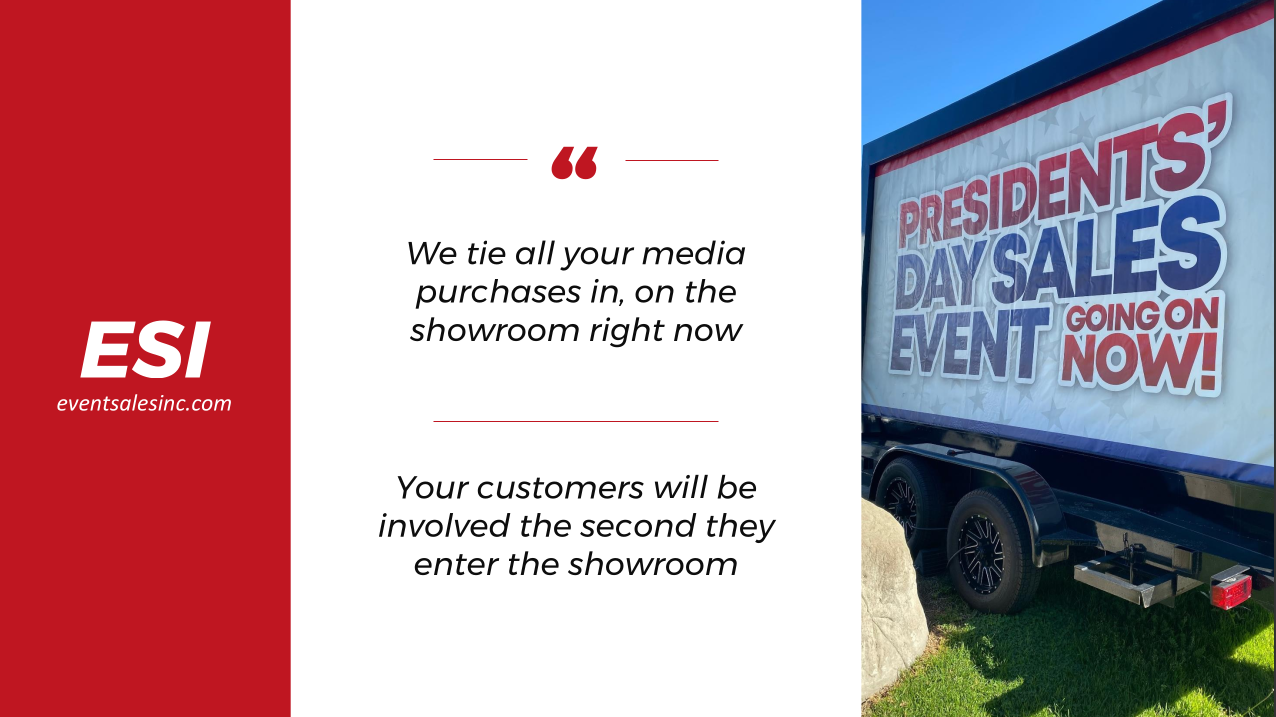 ESI
eventsalesinc.com
“
We tie all your media
purchases in, on the
showroom right now
Your customers will be
involved the second they
enter the showroom
PRESIDENTS’
DAY SALES
EVENT
GOING ON
NOW!